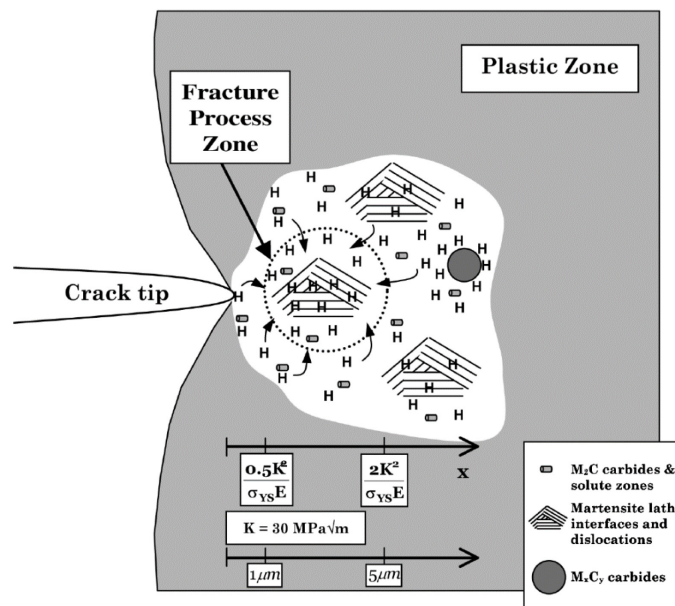 Plastic Zone
Fracture
Process
Zone
H H H H H H
H H H H H H H
H H H H H H H
H H H H H H
H H H H
H H H H H
H H H H H
H H H
Crack tip
0.5K²
σYSE
2K²
σYSE
x
K = 30 MPa√m
1μm
5μm
M₂C carbides &
solute zones
Martensite lath
interfaces and
dislocations
MxCy carbides